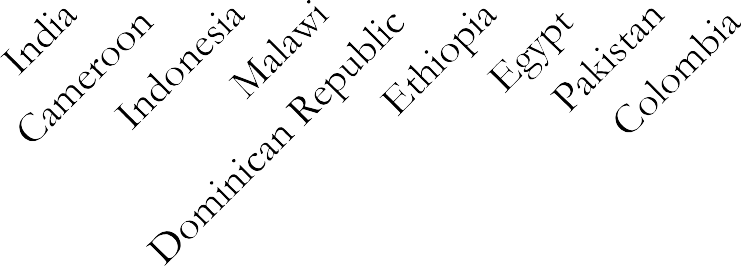 India
Cameroon
Indonesia
Malawi
Dominican Republic
Ethiopia
Egypt
Pakistan
Colombia